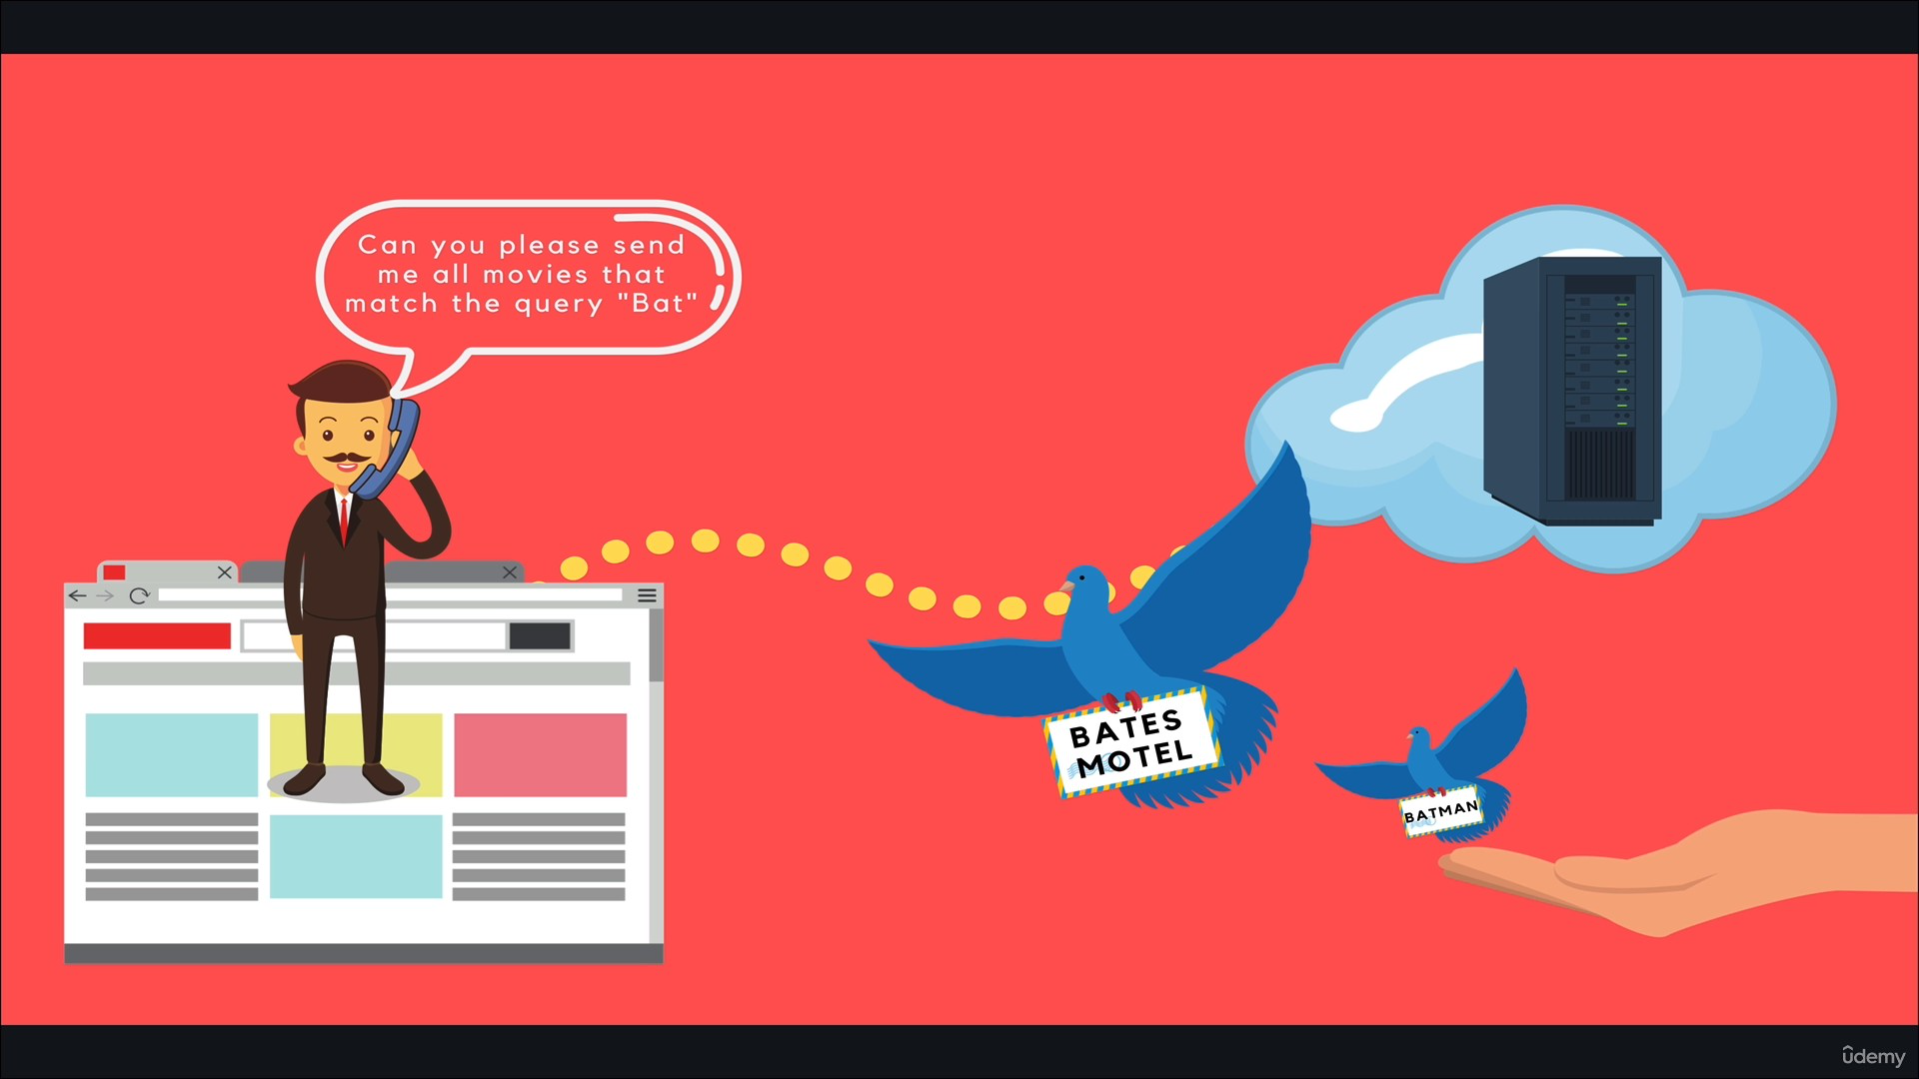 Can you please send
me all movies that
match the query "Bat"
BATES
MOTEL
BATMAN
ûdemy